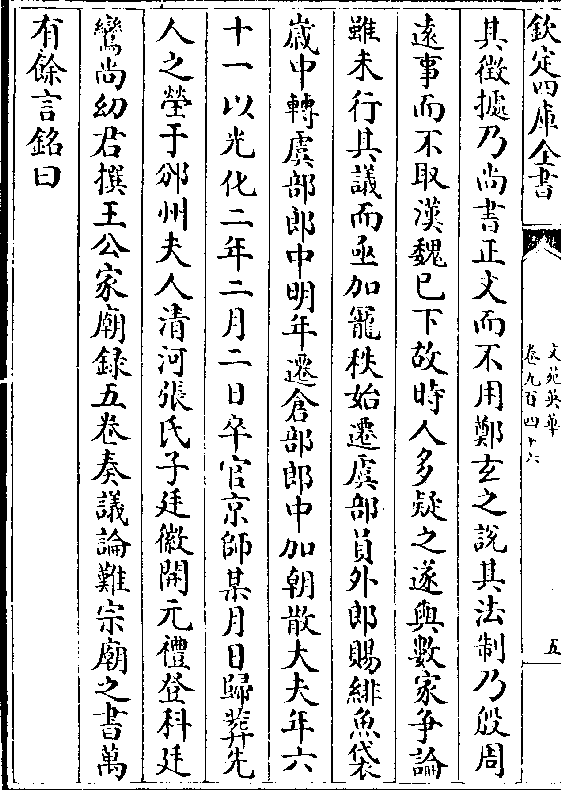 欽定四庫全書
文苑英華
卷九百四十六
五
其徵據乃尚書正文而不用鄭玄之說其法制乃殷周
逺事而不取漢魏已下故時人多疑之遂與數家爭論
雖未行其議而亟加寵秩始遷虞部員外郎賜緋魚袋
嵗中轉虞部郎中明年遷倉部郎中加朝散大夫年六
十一以光化二年二月二日卒官京師某月日歸葬先
人之塋于邠州夫人清河張氏子廷徽開元禮登科廷
鸞尚幼君撰王公家廟録五卷奏議論難宗廟之書萬
有餘言銘曰